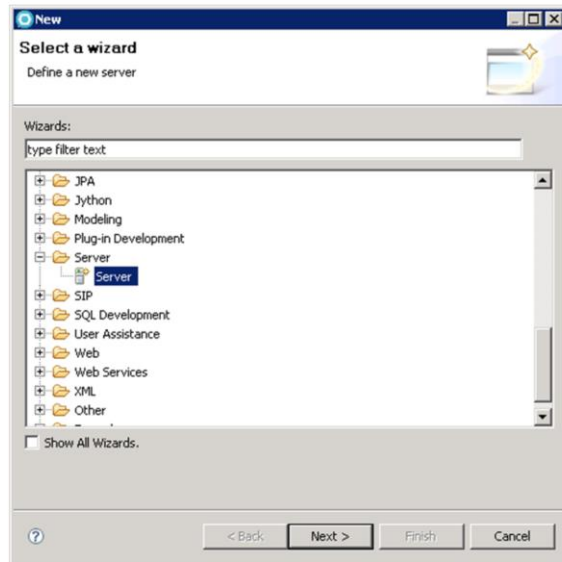 New
Select a wizard
Define a new server
Wizards:
type filter text
JPA
Jython
Modeling
Plug-in Development
Server
Server
SIP
SQL Development
User Assistance
Web
Web Services
XML
Other
Show All Wizards.
? < Back Next > Finish Cancel